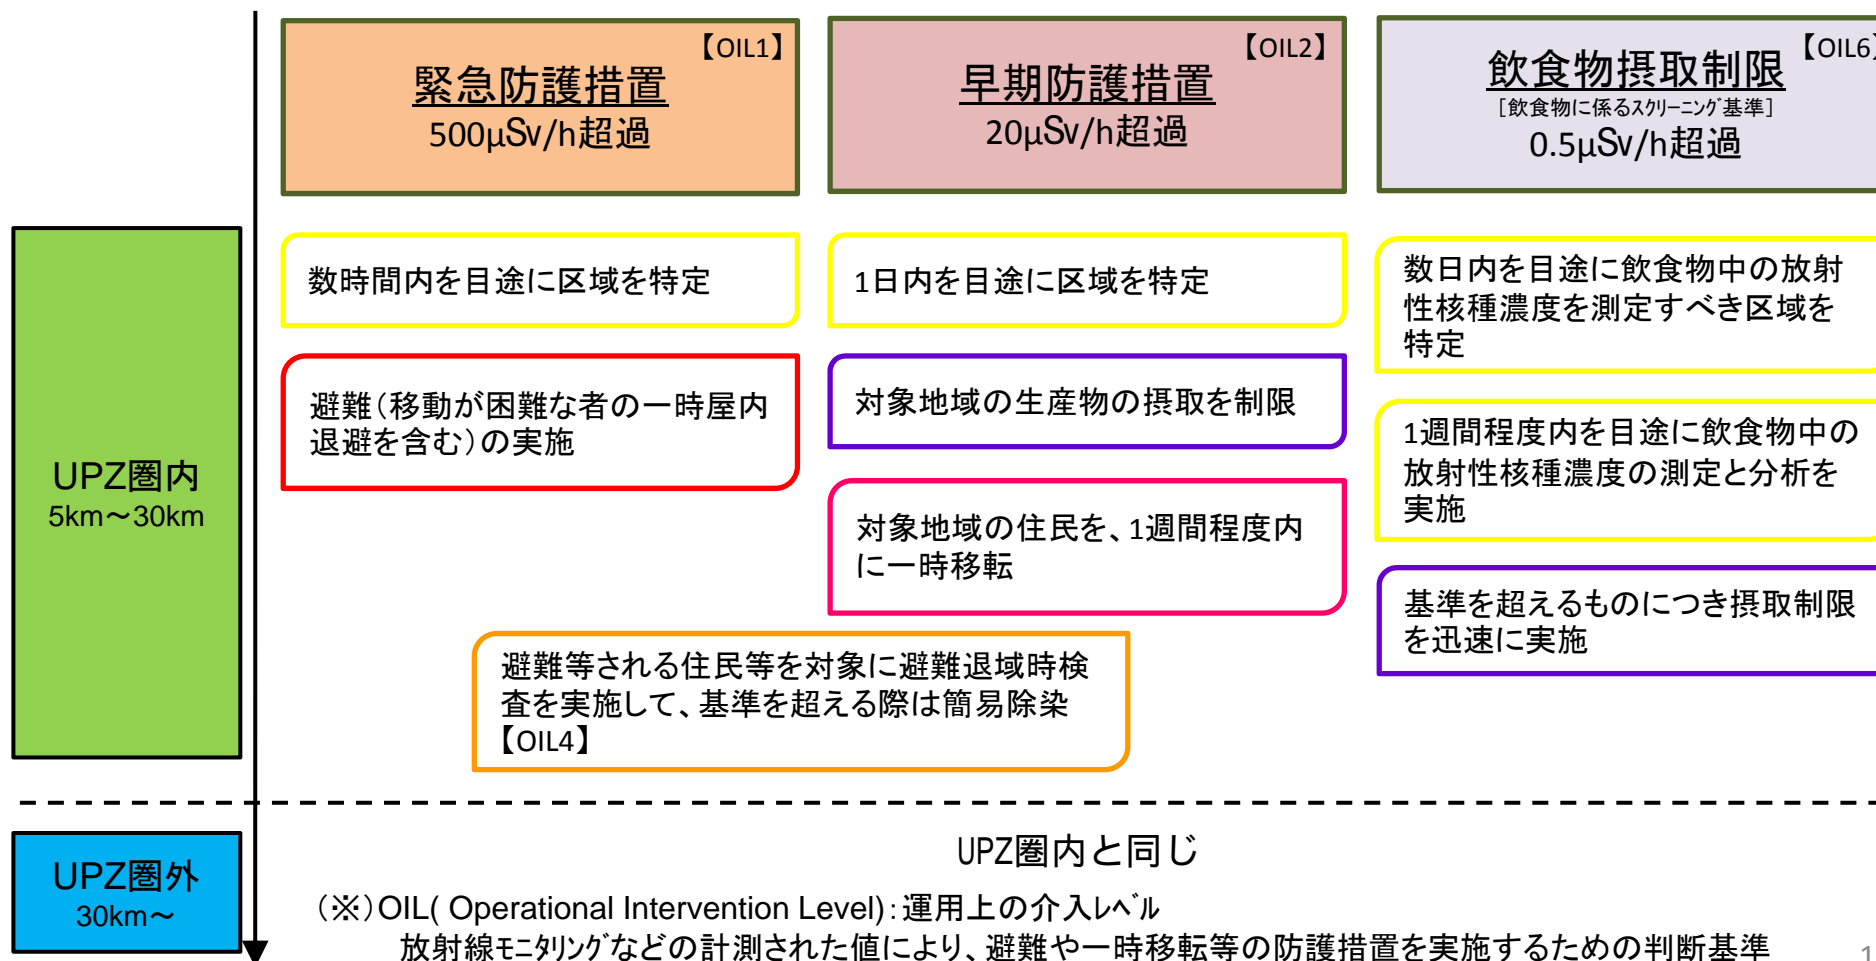 【OIL1】
緊急防護措置
500μSv/h超過
【OIL2】
早期防護措置
20μSv/h超過
【OIL6】
飲食物摂取制限
[飲食物に係るｽｸﾘｰﾆﾝｸﾞ基準]
0.5μSv/h超過
UPZ圏内
5km～30km
数時間内を目途に区域を特定
避難（移動が困難な者の一時屋内
退避を含む）の実施
1日内を目途に区域を特定
対象地域の生産物の摂取を制限
対象地域の住民を、1週間程度内
に一時移転
数日内を目途に飲食物中の放射
性核種濃度を測定すべき区域を
特定
1週間程度内を目途に飲食物中の
放射性核種濃度の測定と分析を
実施
基準を超えるものにつき摂取制限
を迅速に実施
避難等される住民等を対象に避難退域時検
査を実施して、基準を超える際は簡易除染
【OIL4】
UPZ圏外
30km～
UPZ圏内と同じ
（※）OIL( Operational Intervention Level)：運用上の介入ﾚﾍﾞﾙ
放射線ﾓﾆﾀﾘﾝｸﾞなどの計測された値により、避難や一時移転等の防護措置を実施するための判断基準